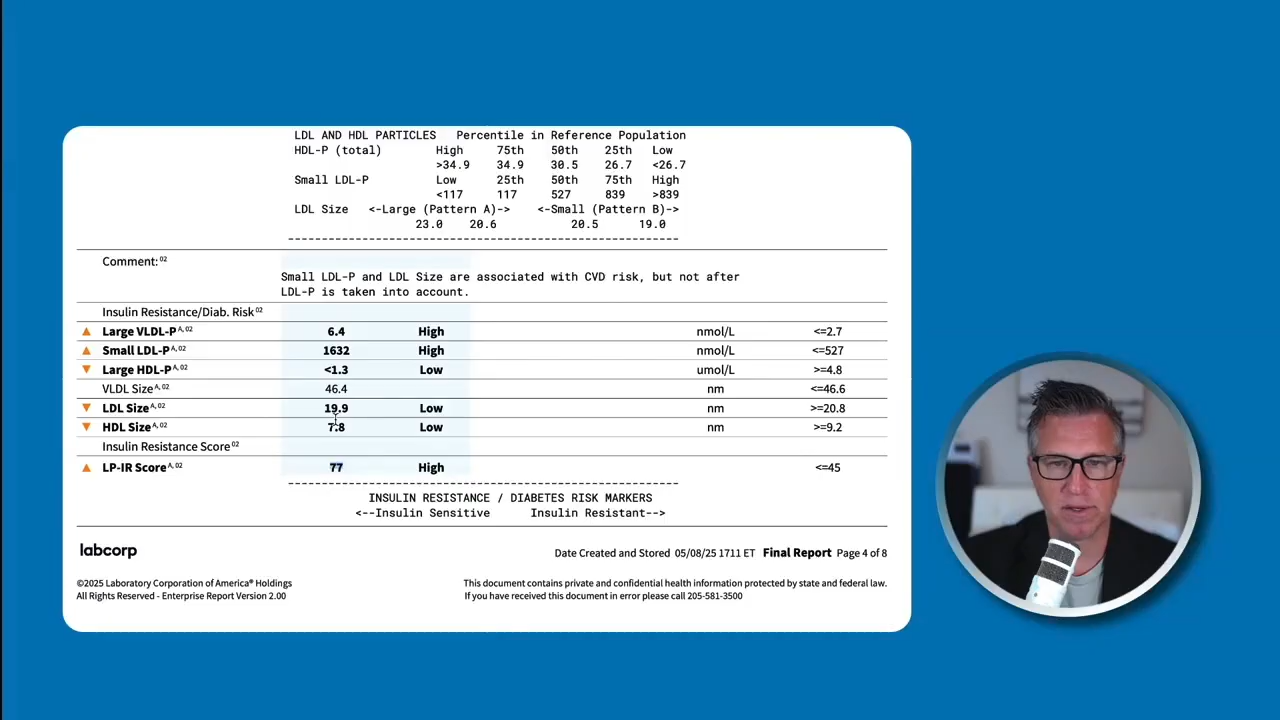 LDL AND HDL PARTICLES Percentile in Reference Population
HDL-P (total) High 75th 50th 25th Low
>34.9 34.9 30.5 26.7 <26.7
Small LDL-P Low 25th 50th 75th High
<117 117 527 839 >839
LDL Size <-Large (Pattern A)-> <-Small (Pattern B)->
23.0 20.6 20.5 19.0
Comment: 02
Small LDL-P and LDL Size are associated with CVD risk, but not after
LDL-P is taken into account.
Insulin Resistance/Diab. Risk 02
▲ Large VLDL-P A, 02 6.4 High nmol/L <=2.7
▲ Small LDL-P A, 02 1632 High nmol/L <=527
▼ Large HDL-P A, 02 <1.3 Low umol/L >=4.8
VLDL Size A, 02 46.4 nm <=46.6
▼ LDL Size A, 02 19.9 Low nm >=20.8
▼ HDL Size A, 02 7.8 Low nm >=9.2
Insulin Resistance Score 02
▲ LP-IR Score A, 02 77 High <=45
INSULIN RESISTANCE / DIABETES RISK MARKERS
<--Insulin Sensitive Insulin Resistant-->
labcorp
Date Created and Stored 05/08/25 1711 ET Final Report Page 4 of 8
©2025 Laboratory Corporation of America® Holdings
All Rights Reserved - Enterprise Report Version 2.00
This document contains private and confidential health information protected by state and federal law.
If you have received this document in error please call 205-581-3500